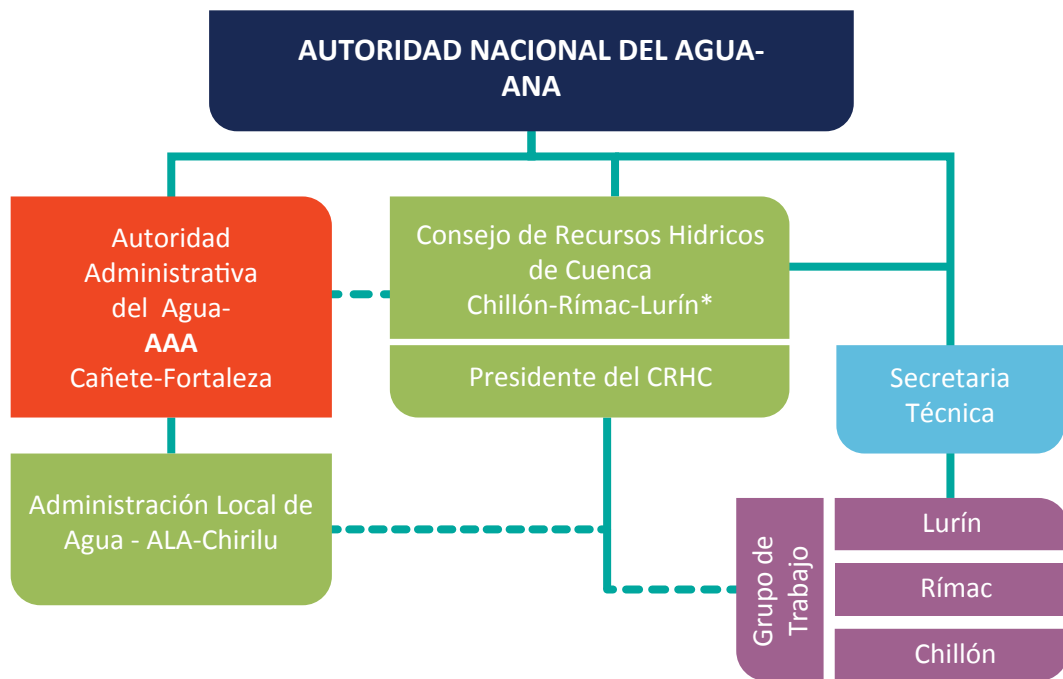 AUTORIDAD NACIONAL DEL AGUA-
ANA
Autoridad
Administrativa
del Agua-
AAA
Cañete-Fortaleza
Consejo de Recursos Hidricos
de Cuenca
Chillón-Rímac-Lurín*
Presidente del CRHC
Secretaria
Técnica
Administración Local de
Agua - ALA-Chirilu
Grupo de
Trabajo
Lurín
Rímac
Chillón